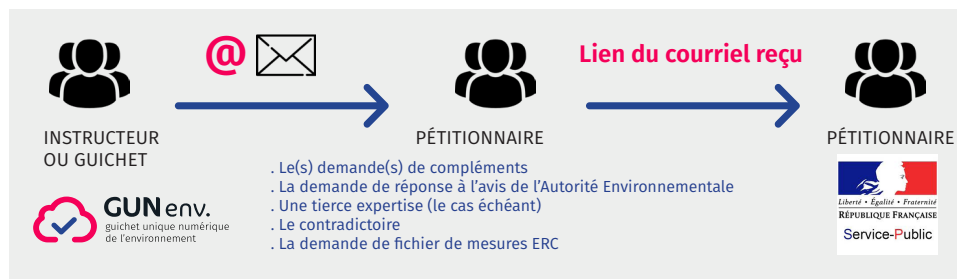 @
Lien du courriel reçu
INSTRUCTEUR
OU GUICHET
PÉTITIONNAIRE
PÉTITIONNAIRE
. Le(s) demande(s) de compléments
. La demande de réponse à l'avis de l'Autorité Environnementale
. Une tierce expertise (le cas échéant)
. Le contradictoire
. La demande de fichier de mesures ERC
GUN env.
guichet unique numérique
de l'environnement
Liberté • Égalité • Fraternité
RÉPUBLIQUE FRANÇAISE
Service-Public